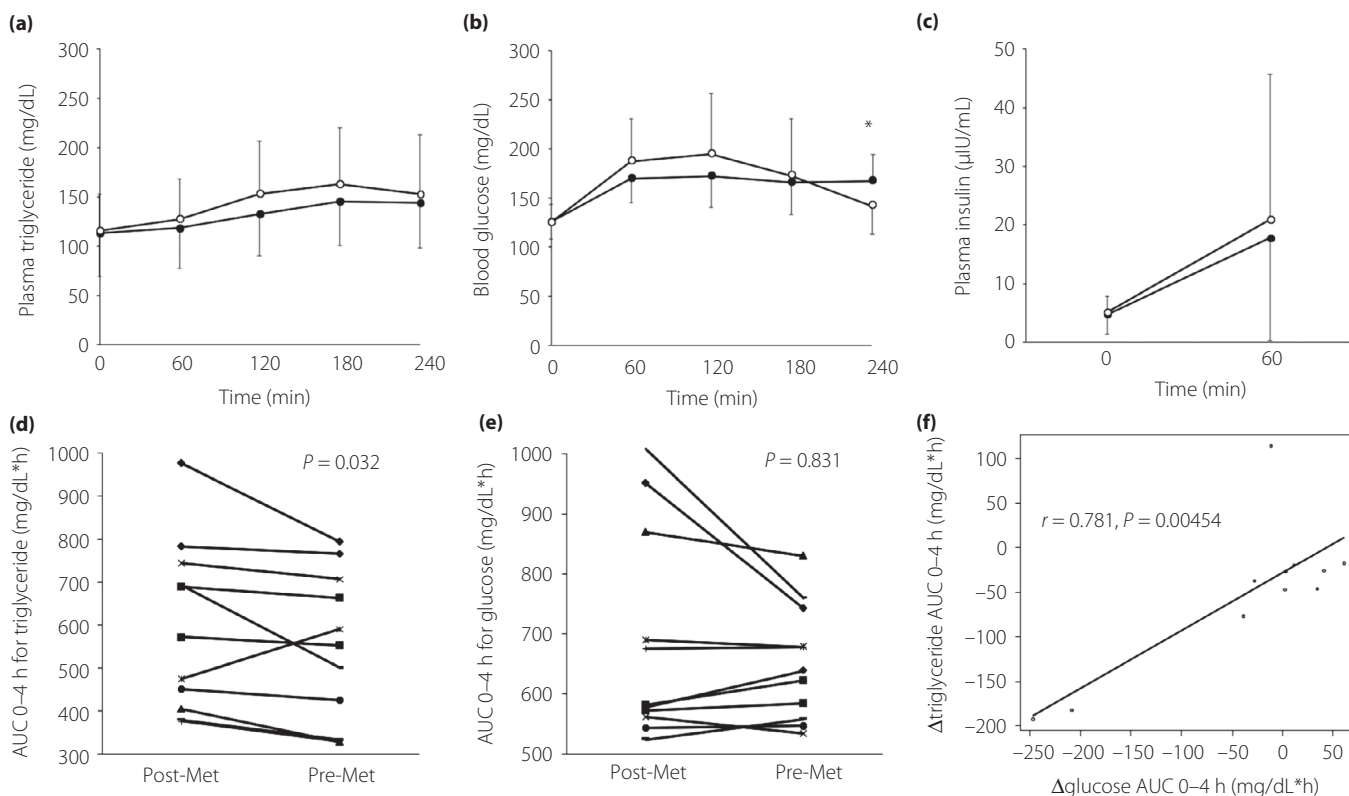 (a)
300
250
200
150
100
50
0
Plasma triglyceride (mg/dL)
0 60 120 180 240
Time (min)
(b)
300
250
200
150
100
50
0
Blood glucose (mg/dL)
*
0 60 120 180 240
Time (min)
(c)
50
40
30
20
10
0
Plasma insulin (µIU/mL)
0 60
Time (min)
(d)
1000
900
800
700
600
500
400
300
AUC 0–4 h for triglyceride (mg/dL*h)
P = 0.032
Post-Met Pre-Met
(e)
1000
900
800
700
600
500
AUC 0–4 h for glucose (mg/dL*h)
P = 0.831
Post-Met Pre-Met
(f)
100
50
0
−50
−100
−150
−200
Δtriglyceride AUC 0–4 h (mg/dL*h)
r = 0.781, P = 0.00454
−250 −200 −150 −100 −50 0 50
Δglucose AUC 0–4 h (mg/dL*h)